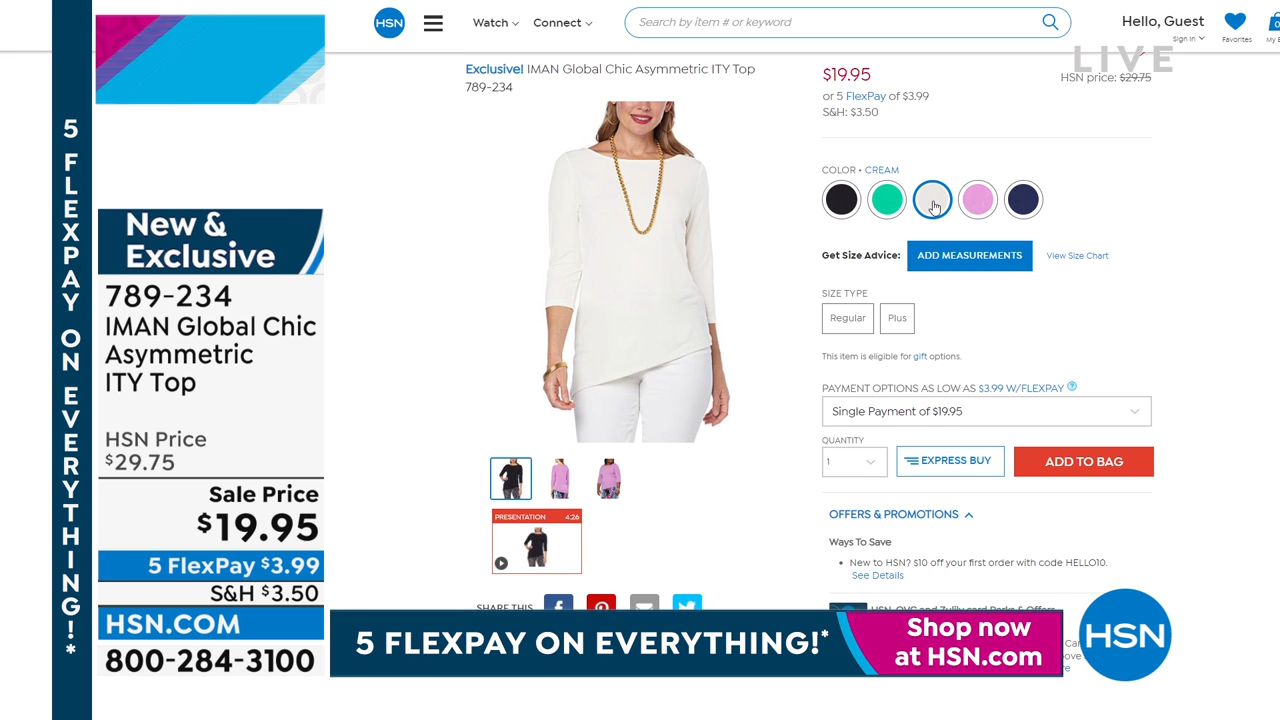 5 FLEXPAY ON EVERYTHING!*
New &
Exclusive
789-234
IMAN Global Chic
Asymmetric
ITY Top
HSN Price
$29.75
Sale Price
$19.95
5 FlexPay $3.99
S&H $3.50
HSN.COM
800-284-3100
HSN
Watch
Connect
Search by item # or keyword
Hello, Guest
Sign In
Favorites
LIVE
Exclusive! IMAN Global Chic Asymmetric ITY Top
789-234
PRESENTATION 4:26
SHARE THIS
$19.95
HSN price: $29.75
or 5 FlexPay of $3.99
S&H: $3.50
COLOR • CREAM
Get Size Advice: ADD MEASUREMENTS View Size Chart
SIZE TYPE
Regular Plus
This item is eligible for gift options.
PAYMENT OPTIONS AS LOW AS $3.99 W/FLEXPAY ?
Single Payment of $19.95
QUANTITY
1 EXPRESS BUY ADD TO BAG
OFFERS & PROMOTIONS
Ways To Save
• New to HSN? $10 off your first order with code HELLO10.
See Details
5 FLEXPAY ON EVERYTHING!*
Shop now
at HSN.com
HSN